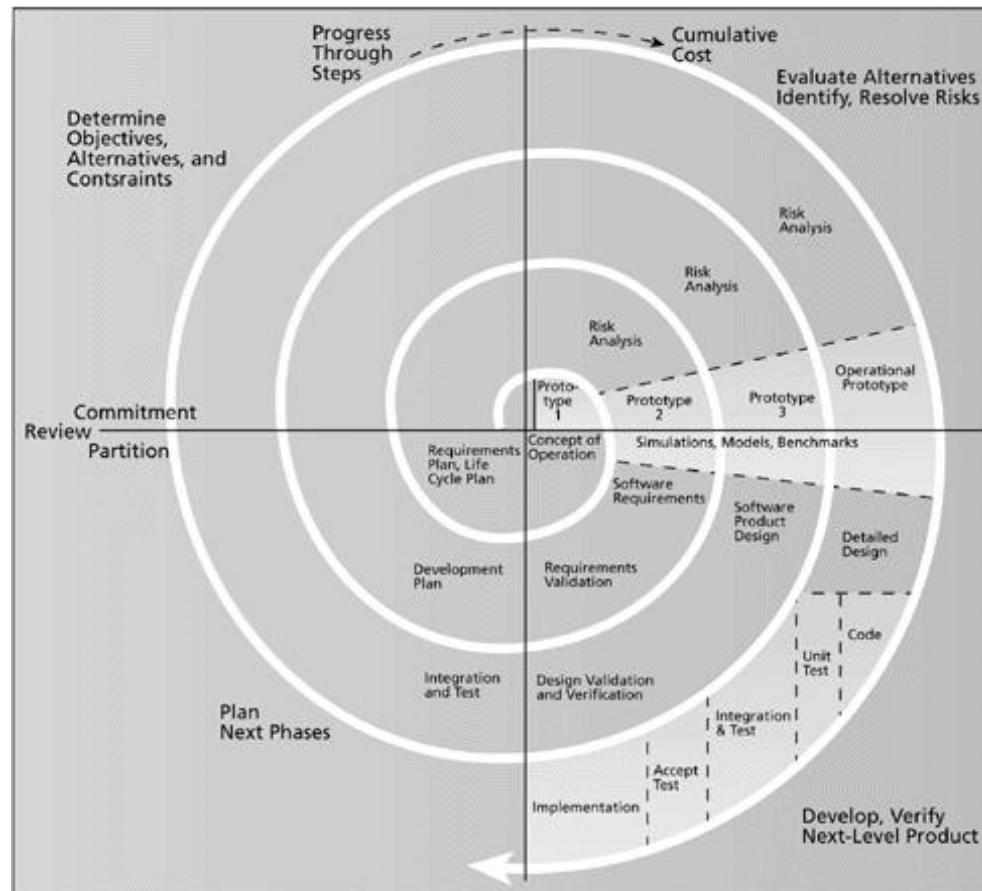 Progress
Through
Steps
Cumulative
Cost
Evaluate Alternatives
Identify, Resolve Risks
Determine
Objectives,
Alternatives, and
Contsraints
Risk
Analysis
Risk
Analysis
Risk
Analysis
Operational
Prototype
Proto-
type
1
Prototype
2
Prototype
3
Commitment
Review
Partition
Requirements
Plan, Life
Cycle Plan
Concept of
Operation
Simulations, Models, Benchmarks
Software
Requirements
Software
Product
Design
Detailed
Design
Development
Plan
Requirements
Validation
Code
Unit
Test
Integration
and Test
Design Validation
and Verification
Integration
& Test
Plan
Next Phases
Accept
Test
Implementation
Develop, Verify
Next-Level Product